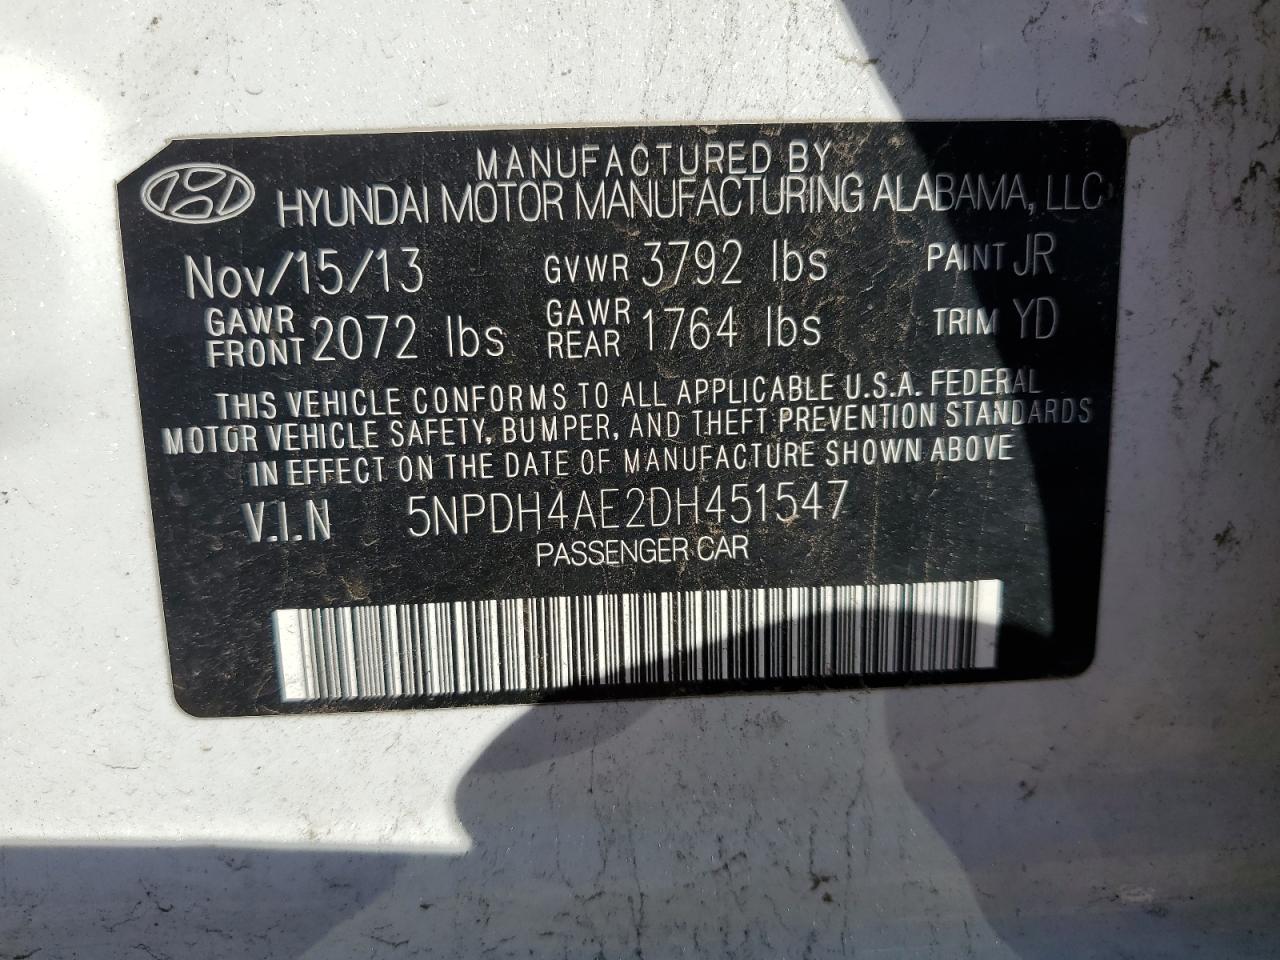 MANUFACTURED BY
HYUNDAI MOTOR MANUFACTURING ALABAMA, LLC
Nov/15/13 GVWR 3792 lbs PAINT JR
GAWR FRONT 2072 lbs GAWR REAR 1764 lbs TRIM YD
THIS VEHICLE CONFORMS TO ALL APPLICABLE U.S.A. FEDERAL
MOTOR VEHICLE SAFETY, BUMPER, AND THEFT PREVENTION STANDARDS
IN EFFECT ON THE DATE OF MANUFACTURE SHOWN ABOVE
V.I.N 5NPDH4AE2DH451547
PASSENGER CAR